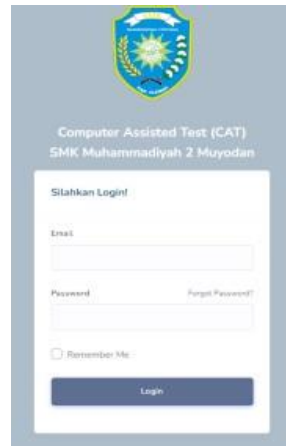 Computer Assisted Test (CAT)
SMK Muhammadiyah 2 Muyodan
Silahkan Login!
Email
Password
Forgot Password?
Remember Me
Login